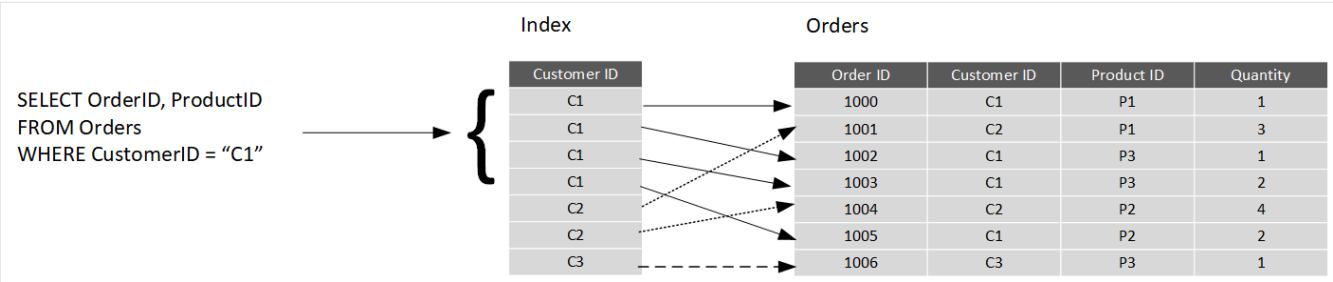 Index
Orders
SELECT OrderID, ProductID
FROM Orders
WHERE CustomerID = “C1”
{
Customer ID
C1
C1
C1
C1
C2
C2
C3
Order ID Customer ID Product ID Quantity
1000 C1 P1 1
1001 C2 P1 3
1002 C1 P3 1
1003 C1 P3 2
1004 C2 P2 4
1005 C1 P2 2
1006 C3 P3 1